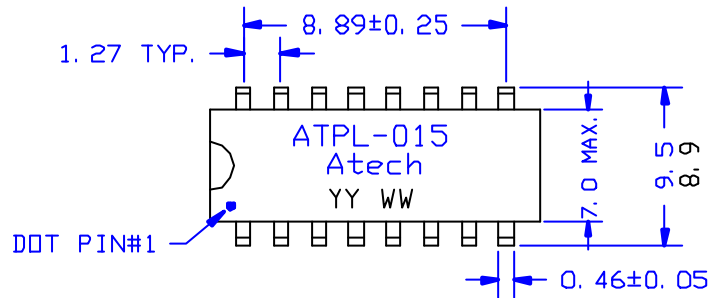 8. 89±0. 25
1. 27 TYP.
ATPL-015
Atech
YY WW
DOT PIN#1
7. 0 MAX.
9. 5
8. 9
0. 46±0. 05